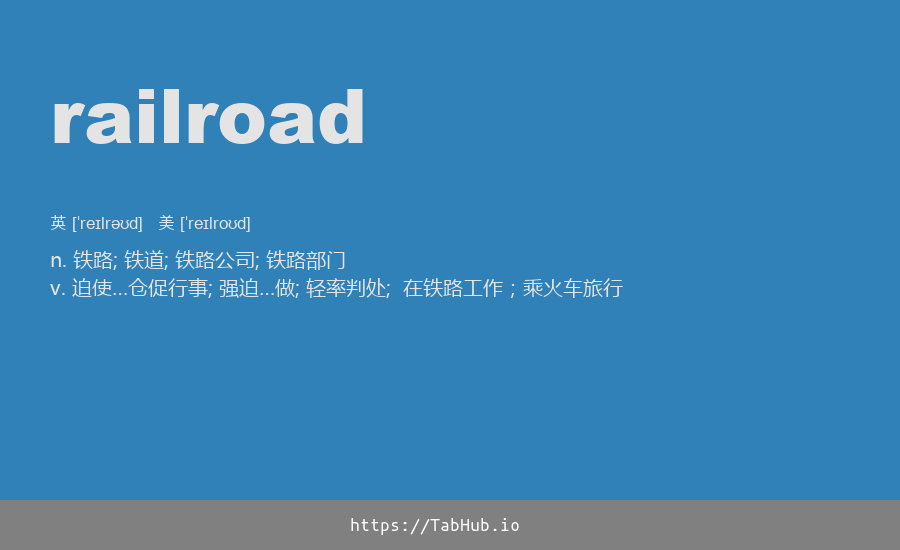 railroad
英 [ˈreɪlrəʊd]   美 [ˈreɪlroʊd]
n. 铁路; 铁道; 铁路公司; 铁路部门
v. 迫使...仓促行事; 强迫...做; 轻率判处;  在铁路工作；乘火车旅行
https://TabHub.io